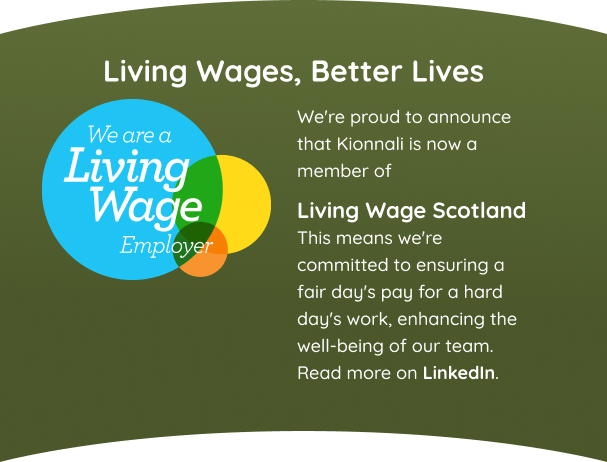 Living Wages, Better Lives
We are a
Living
Wage
Employer
We're proud to announce
that Kionnali is now a
member of
Living Wage Scotland
This means we're
committed to ensuring a
fair day's pay for a hard
day's work, enhancing the
well-being of our team.
Read more on LinkedIn.